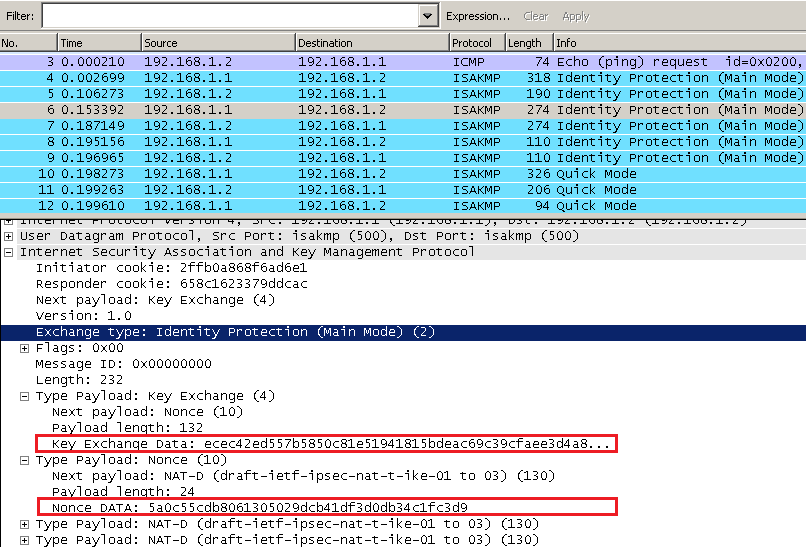 Filter: Expression... Clear Apply
No. Time Source Destination Protocol Length Info
3 0.000210 192.168.1.2 192.168.1.1 ICMP 74 Echo (ping) request id=0x0200,
4 0.002699 192.168.1.1 192.168.1.2 ISAKMP 318 Identity Protection (Main Mode)
5 0.106273 192.168.1.2 192.168.1.1 ISAKMP 190 Identity Protection (Main Mode)
6 0.153392 192.168.1.1 192.168.1.2 ISAKMP 274 Identity Protection (Main Mode)
7 0.187149 192.168.1.2 192.168.1.1 ISAKMP 274 Identity Protection (Main Mode)
8 0.195156 192.168.1.1 192.168.1.2 ISAKMP 110 Identity Protection (Main Mode)
9 0.196965 192.168.1.2 192.168.1.1 ISAKMP 110 Identity Protection (Main Mode)
10 0.198273 192.168.1.1 192.168.1.2 ISAKMP 326 Quick Mode
11 0.199263 192.168.1.2 192.168.1.1 ISAKMP 206 Quick Mode
12 0.199610 192.168.1.1 192.168.1.2 ISAKMP 94 Quick Mode
Internet Protocol Version 4, Src: 192.168.1.1 (192.168.1.1), Dst: 192.168.1.2 (192.168.1.2)
User Datagram Protocol, Src Port: isakmp (500), Dst Port: isakmp (500)
Internet Security Association and Key Management Protocol
Initiator cookie: 2ffb0a868f6ad6e1
Responder cookie: 658c1623379ddcac
Next payload: Key Exchange (4)
Version: 1.0
Exchange type: Identity Protection (Main Mode) (2)
Flags: 0x00
Message ID: 0x00000000
Length: 232
Type Payload: Key Exchange (4)
Next payload: Nonce (10)
Payload length: 132
Key Exchange Data: ecec42ed557b5850c81e51941815bdeac69c39cfaee3d4a8...
Type Payload: Nonce (10)
Next payload: NAT-D (draft-ietf-ipsec-nat-t-ike-01 to 03) (130)
Payload length: 24
Nonce DATA: 5a0c55cdb8061305029dcb41df3d0db34c1fc3d9
Type Payload: NAT-D (draft-ietf-ipsec-nat-t-ike-01 to 03) (130)
Type Payload: NAT-D (draft-ietf-ipsec-nat-t-ike-01 to 03) (130)